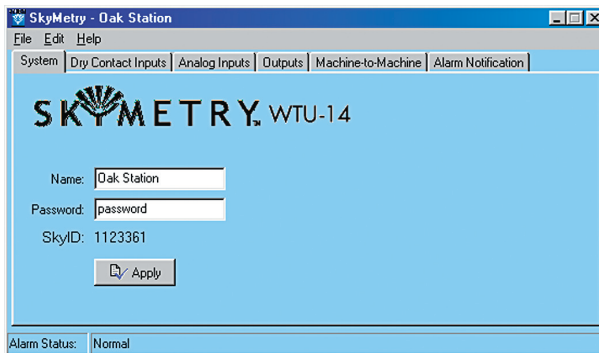 SkyMetry - Oak Station
File Edit Help
System Dry Contact Inputs Analog Inputs Outputs Machine-to-Machine Alarm Notification
SKYMETRY. WTU-14
Name: Oak Station
Password: password
SkyID: 1123361
Apply
Alarm Status: Normal